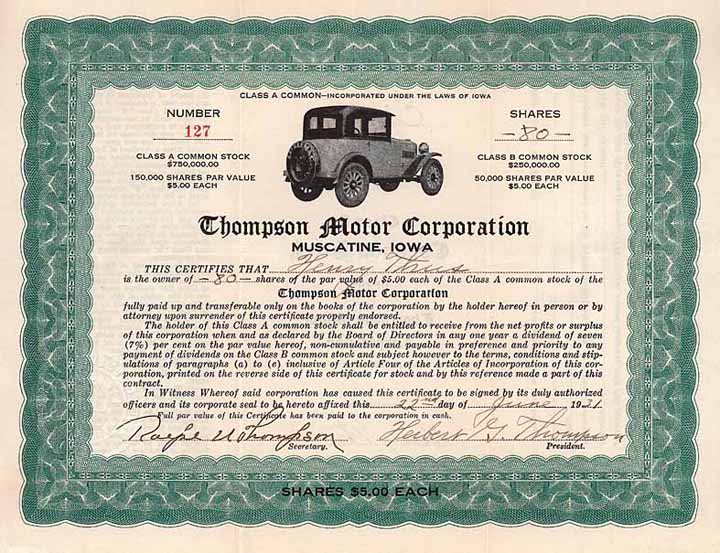 CLASS A COMMON—INCORPORATED UNDER THE LAWS OF IOWA
NUMBER
127
SHARES
—80—
CLASS A COMMON STOCK
$750,000.00
150,000 SHARES PAR VALUE
$5.00 EACH
CLASS B COMMON STOCK
$250,000.00
50,000 SHARES PAR VALUE
$5.00 EACH
Thompson Motor Corporation
MUSCATINE, IOWA
THIS CERTIFIES THAT Henry
is the owner of —80— shares of the par value of $5.00 each of the Class A common stock of the
Thompson Motor Corporation
fully paid up and transferable only on the books of the corporation by the holder hereof in person or by
attorney upon surrender of this certificate properly endorsed.
The holder of this Class A common stock shall be entitled to receive from the net profits or surplus
of this corporation when and as declared by the Board of Directors in any one year a dividend of seven
(7%) per cent on the par value hereof, non-cumulative and payable in preference and priority to any
payment of dividends on the Class B common stock and subject however to the terms, conditions and stip-
ulations of paragraphs (a) to (e) inclusive of Article Four of the Articles of Incorporation of this cor-
poration, printed on the reverse side of this certificate for stock and by this reference made a part of this
contract.
In Witness Whereof said corporation has caused this certificate to be signed by its duly authorized
officers and its corporate seal to be hereto affixed this 22nd day of June 1921.
Full par value of this Certificate has been paid to the corporation in cash.
Ralph W Thompson
Secretary.
Herbert G. Thompson
President.
SHARES $5.00 EACH